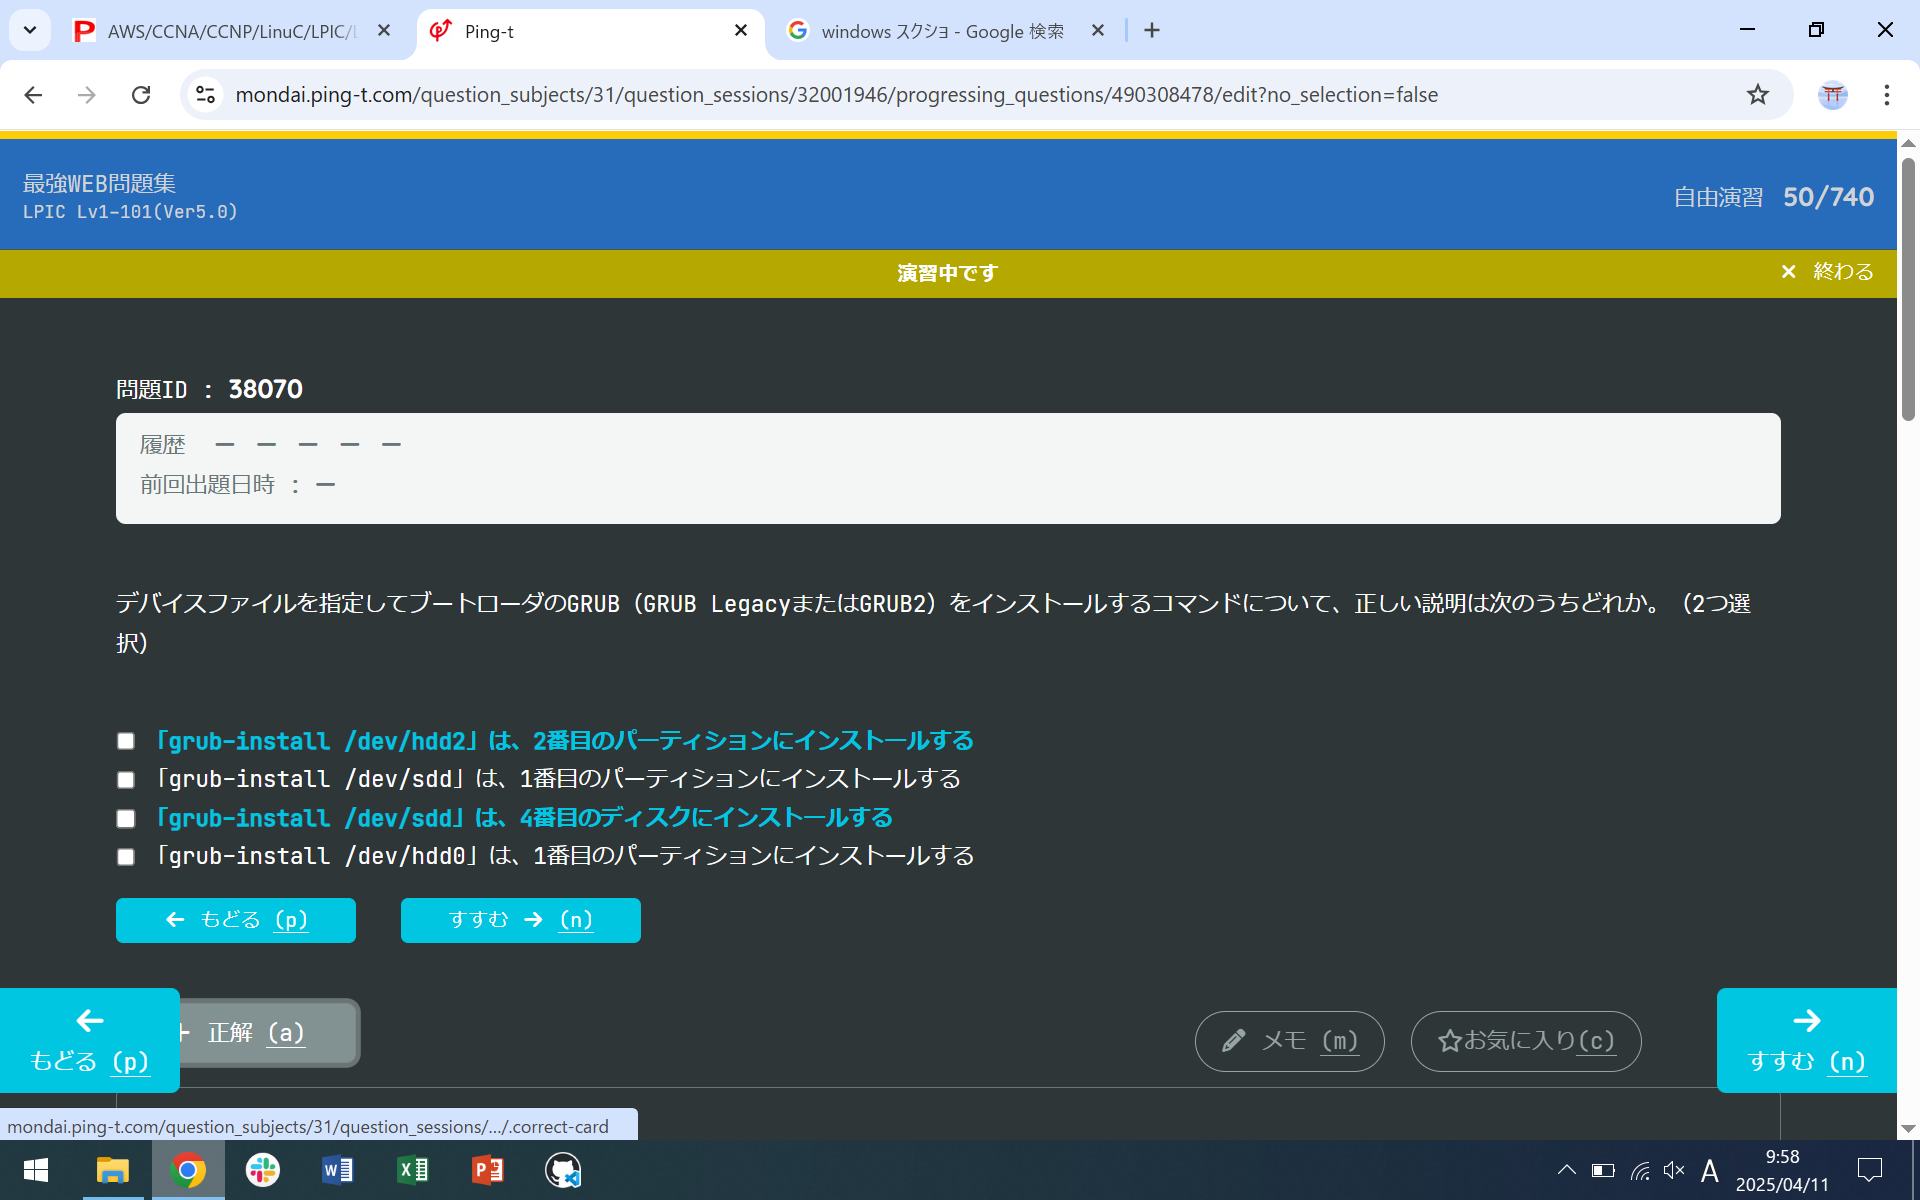 AWS/CCNA/CCNP/LinuC/LPIC/L
Ping-t
windows スクショ - Google 検索
mondai.ping-t.com/question_subjects/31/question_sessions/32001946/progressing_questions/490308478/edit?no_selection=false
最強WEB問題集
LPIC Lv1-101(Ver5.0)
自由演習 50/740
演習中です
× 終わる
問題ID : 38070
履歴 ー ー ー ー ー
前回出題日時 : ー
デバイスファイルを指定してブートローダのGRUB（GRUB LegacyまたはGRUB2）をインストールするコマンドについて、正しい説明は次のうちどれか。（2つ選
択）
「grub-install /dev/hdd2」は、2番目のパーティションにインストールする
「grub-install /dev/sdd」は、1番目のパーティションにインストールする
「grub-install /dev/sdd」は、4番目のディスクにインストールする
「grub-install /dev/hdd0」は、1番目のパーティションにインストールする
← もどる (p)
すすむ → (n)
← もどる (p)
正解 (a)
メモ (m)
☆お気に入り(c)
→ すすむ (n)
mondai.ping-t.com/question_subjects/31/question_sessions/.../.correct-card
A
9:58
2025/04/11